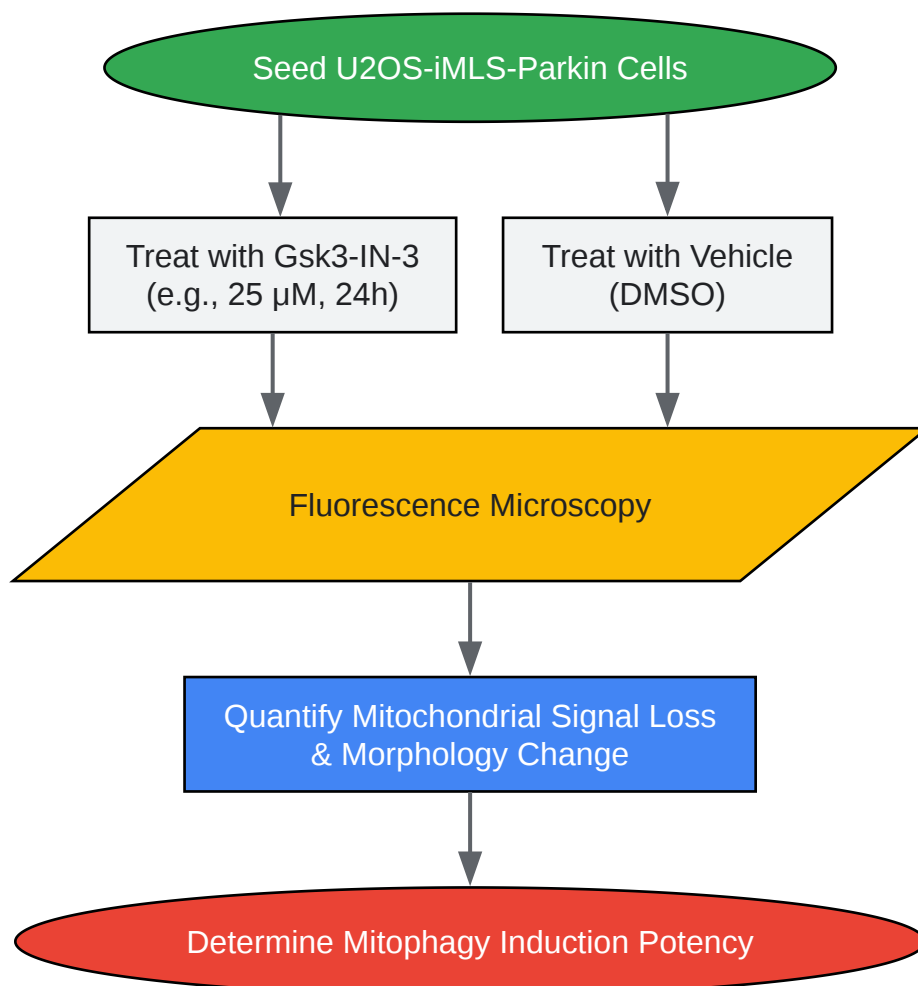 Seed U2OS-iMLS-Parkin Cells
Treat with Gsk3-IN-3
(e.g., 25 μM, 24h)
Treat with Vehicle
(DMSO)
Fluorescence Microscopy
Quantify Mitochondrial Signal Loss
& Morphology Change
Determine Mitophagy Induction Potency